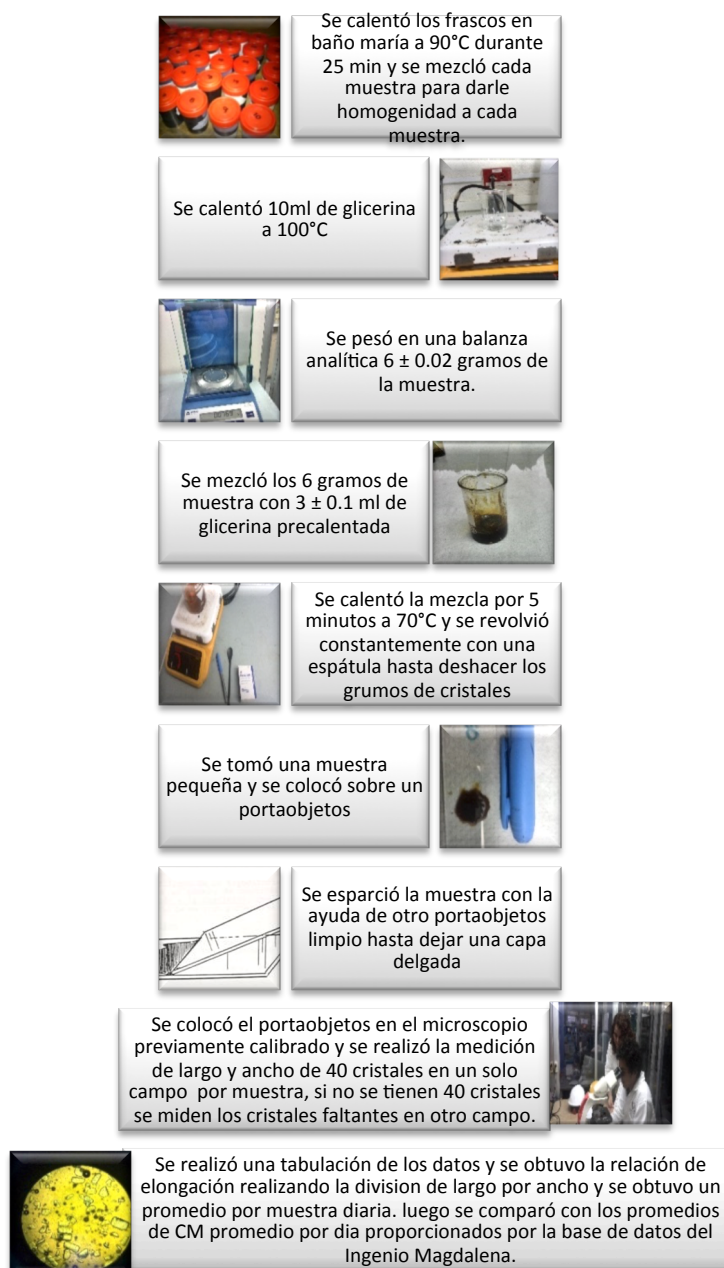 Se calentó los frascos en
baño maría a 90°C durante
25 min y se mezcló cada
muestra para darle
homogenidad a cada
muestra.
Se calentó 10ml de glicerina
a 100°C
Se pesó en una balanza
analítica 6 ± 0.02 gramos de
la muestra.
Se mezcló los 6 gramos de
muestra con 3 ± 0.1 ml de
glicerina precalentada
Se calentó la mezcla por 5
minutos a 70°C y se revolvió
constantemente con una
espátula hasta deshacer los
grumos de cristales
Se tomó una muestra
pequeña y se colocó sobre un
portaobjetos
Se esparció la muestra con la
ayuda de otro portaobjetos
limpio hasta dejar una capa
delgada
Se colocó el portaobjetos en el microscopio
previamente calibrado y se realizó la medición
de largo y ancho de 40 cristales en un solo
campo por muestra, si no se tienen 40 cristales
se miden los cristales faltantes en otro campo.
Se realizó una tabulación de los datos y se obtuvo la relación de
elongación realizando la division de largo por ancho y se obtuvo un
promedio por muestra diaria. luego se comparó con los promedios
de CM promedio por dia proporcionados por la base de datos del
Ingenio Magdalena.